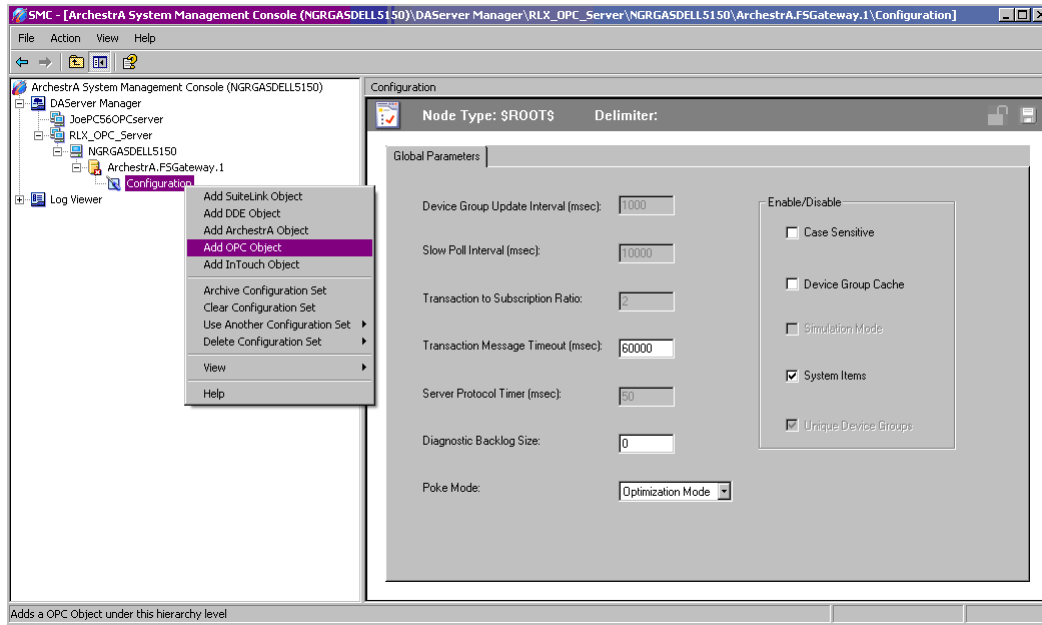 SMC - [ArchestrA System Management Console (NGRGASDELL5150)\DAServer Manager\RLX_OPC_Server\NGRGASDELL5150\ArchestrA.FSGateway.1\Configuration]
File Action View Help
ArchestrA System Management Console (NGRGASDELL5150)
DAServer Manager
JoePC56OPCserver
RLX_OPC_Server
NGRGASDELL5150
ArchestrA.FSGateway.1
Configuration
Log Viewer
Add SuiteLink Object
Add DDE Object
Add ArchestrA Object
Add OPC Object
Add InTouch Object
Archive Configuration Set
Clear Configuration Set
Use Another Configuration Set
Delete Configuration Set
View
Help
Configuration
Node Type: $ROOT$ Delimiter:
Global Parameters
Device Group Update Interval (msec): 1000
Slow Poll Interval (msec): 10000
Transaction to Subscription Ratio: 2
Transaction Message Timeout (msec): 60000
Server Protocol Timer (msec): 50
Diagnostic Backlog Size: 0
Poke Mode: Optimization Mode
Enable/Disable
Case Sensitive
Device Group Cache
Simulation Mode
System Items
Unique Device Groups
Adds a OPC Object under this hierarchy level